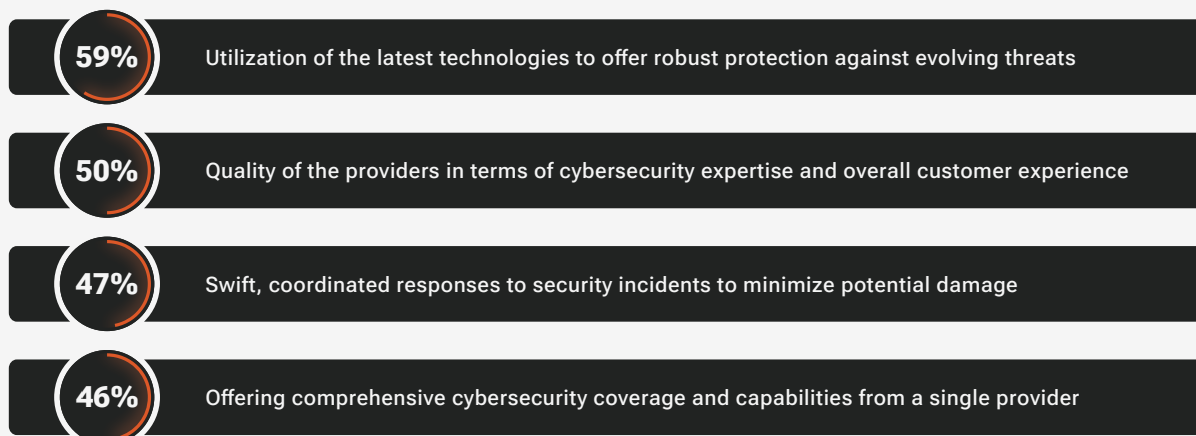 59%
Utilization of the latest technologies to offer robust protection against evolving threats
50%
Quality of the providers in terms of cybersecurity expertise and overall customer experience
47%
Swift, coordinated responses to security incidents to minimize potential damage
46%
Offering comprehensive cybersecurity coverage and capabilities from a single provider